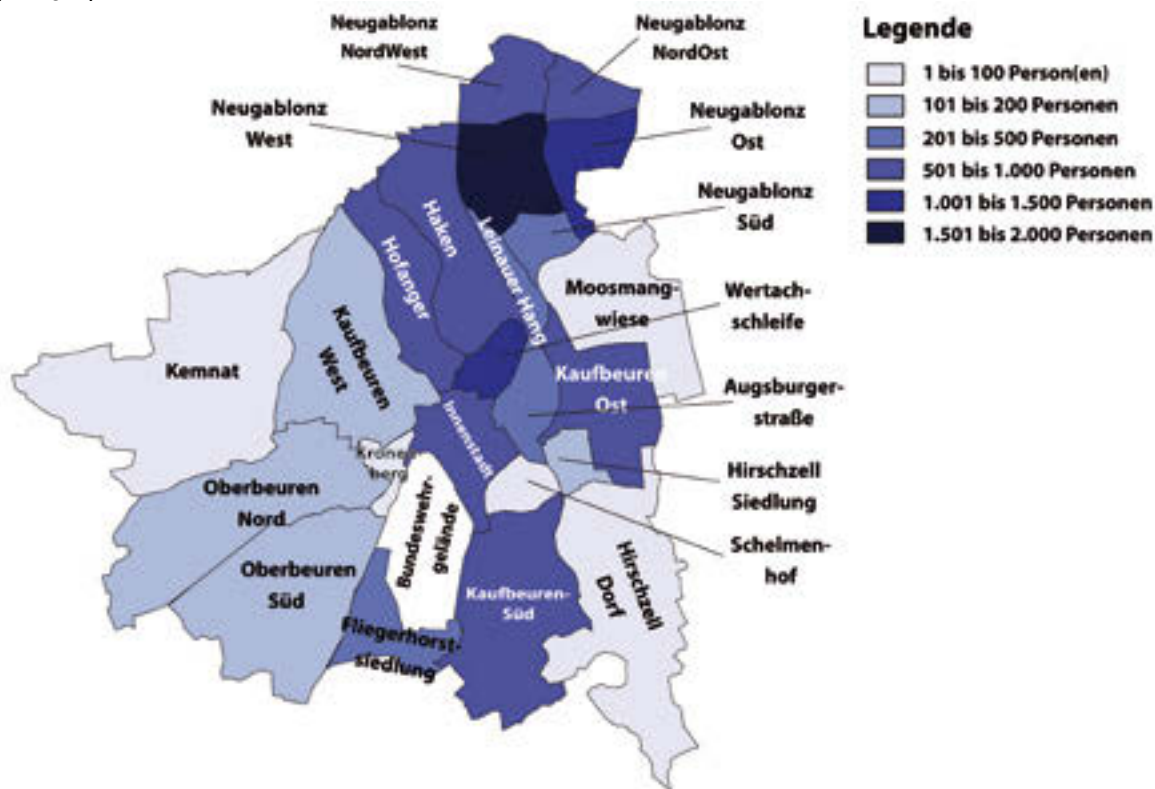 Neugablonz
NordWest
Neugablonz
NordOst
Neugablonz
West
Neugablonz
Ost
Neugablonz
Süd
Haken
Hofanger
Leinauer Hang
Moosmang-
wiese
Wertach-
schleife
Kemnat
Kaufbeuren
West
Kaufbeuren
Ost
Augsburger-
straße
Innenstadt
Kronen-
berg
Oberbeuren
Nord
Hirschzell
Siedlung
Bundeswehr-
gelände
Schelmen-
hof
Oberbeuren
Süd
Kaufbeuren-
Süd
Hirschzell
Dorf
Fliegerhorst-
siedlung
Legende
1 bis 100 Person(en)
101 bis 200 Personen
201 bis 500 Personen
501 bis 1.000 Personen
1.001 bis 1.500 Personen
1.501 bis 2.000 Personen